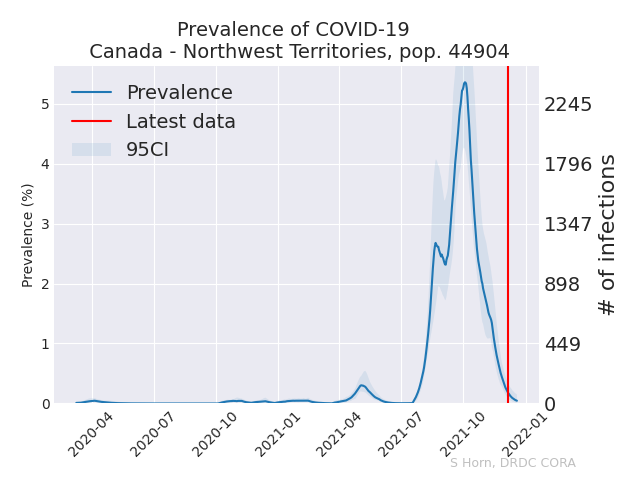 Prevalence of COVID-19
Canada - Northwest Territories, pop. 44904
Prevalence
Latest data
95CI
Prevalence (%)
5
4
3
2
1
0
2245
1796
1347
898
449
0
# of infections
2020-04
2020-07
2020-10
2021-01
2021-04
2021-07
2021-10
2022-01
S Horn, DRDC CORA